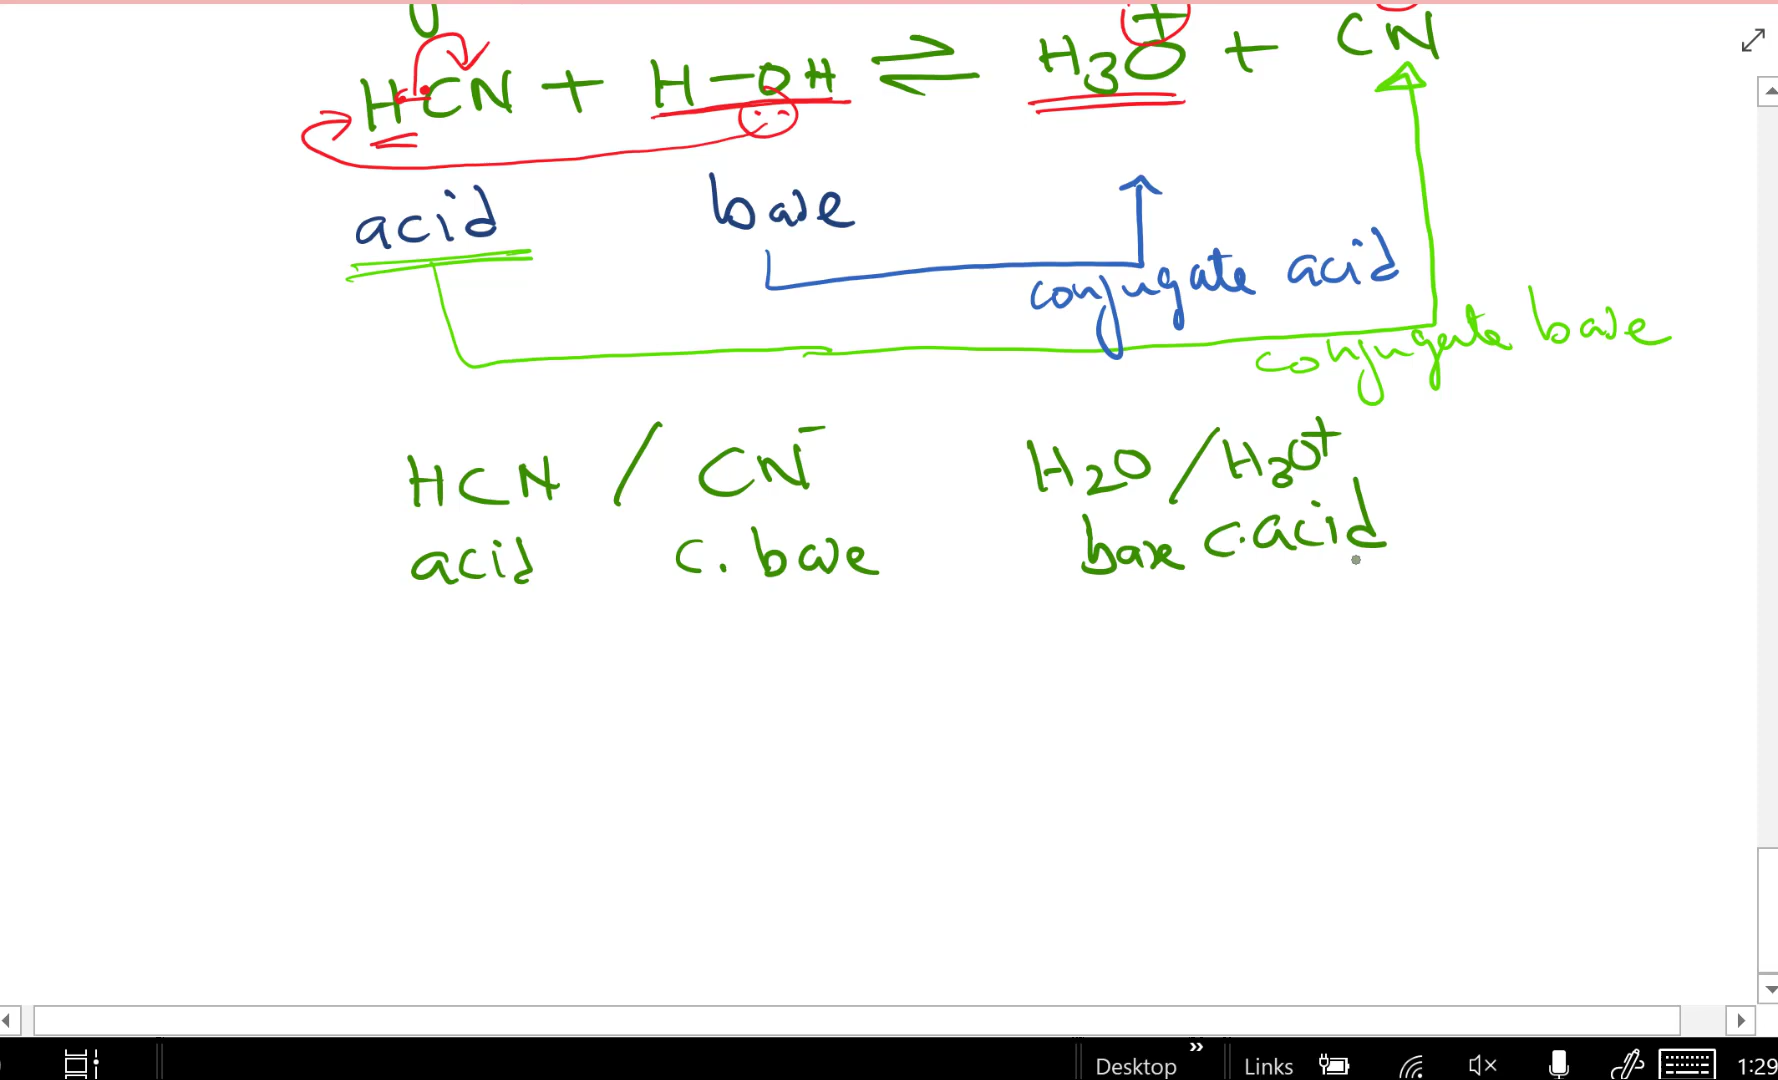 HCN + H-OH ⇌ H3O+ + CN
acid base
conjugate acid
conjugate base
HCN / CN- H2O / H3O+
acid c. base base c. acid
Desktop » Links 1:29